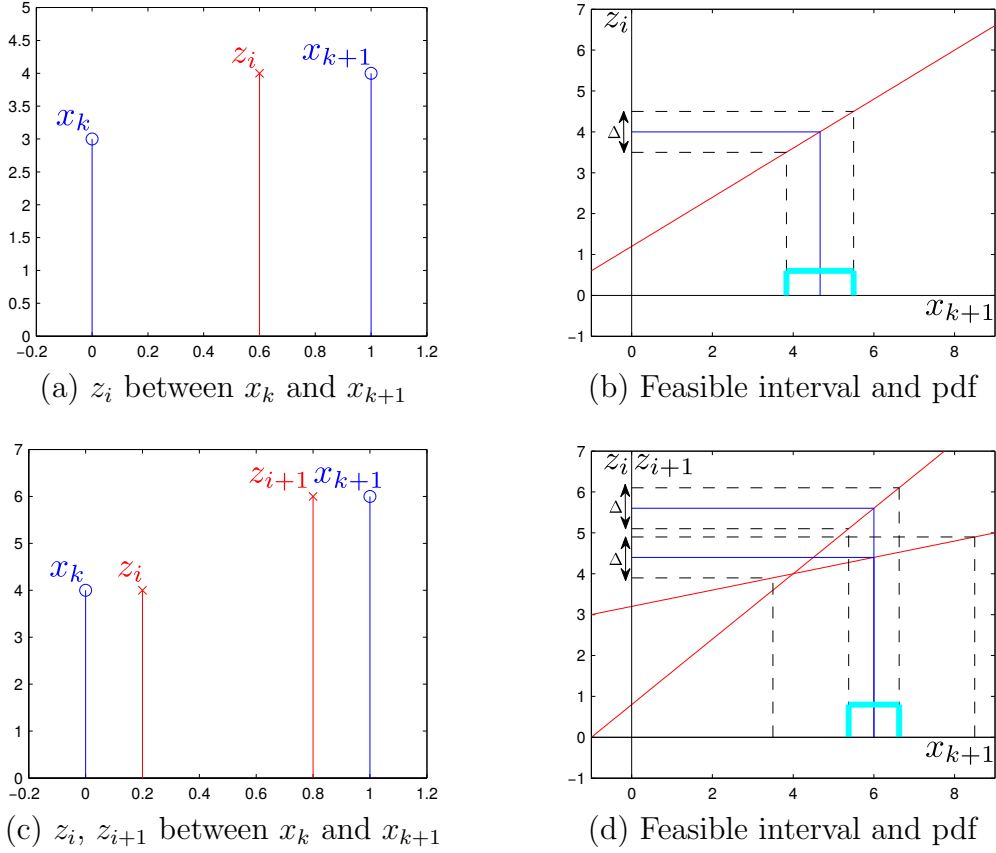 5
4.5
4
3.5
3
2.5
2
1.5
1
0.5
0
−0.2 0 0.2 0.4 0.6 0.8 1 1.2
x_k
z_i
x_{k+1}
(a) z_i between x_k and x_{k+1}
7
6
5
4
3
2
1
0
−1
0 2 4 6 8
z_i
Δ
x_{k+1}
(b) Feasible interval and pdf
7
6
5
4
3
2
1
0
−0.2 0 0.2 0.4 0.6 0.8 1 1.2
x_k
z_i
z_{i+1}
x_{k+1}
(c) z_i, z_{i+1} between x_k and x_{k+1}
7
6
5
4
3
2
1
0
−1
0 2 4 6 8
z_i z_{i+1}
Δ
Δ
x_{k+1}
(d) Feasible interval and pdf